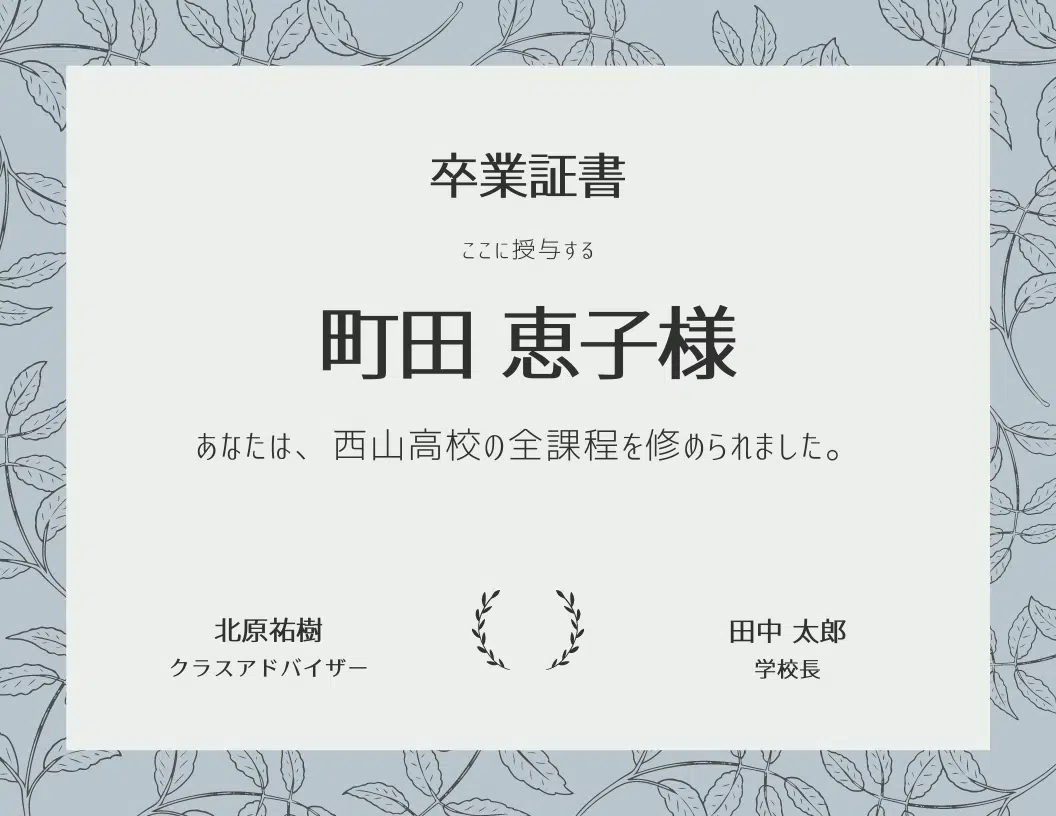 卒業証書
ここに授与する
町田 恵子様
あなたは、西山高校の全課程を修められました。
北原祐樹
クラスアドバイザー
田中 太郎
学校長